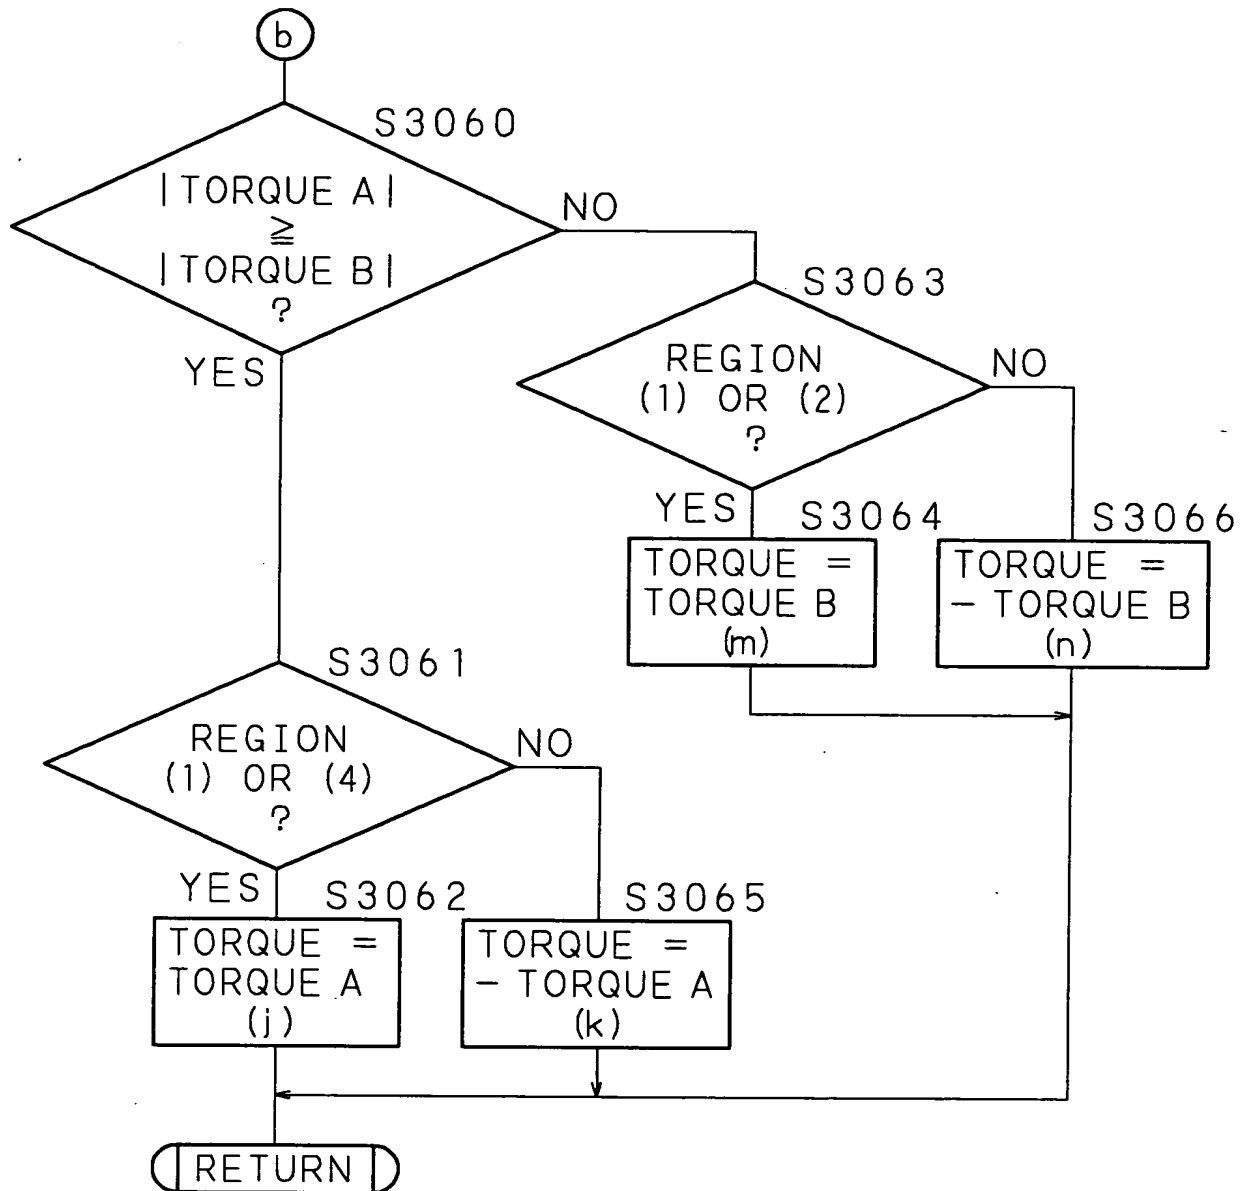 b
S3060
|TORQUE A|
≧
|TORQUE B|
?
NO
YES
S3063
REGION
(1) OR (2)
?
NO
YES
S3064
TORQUE =
TORQUE B
(m)
S3066
TORQUE =
- TORQUE B
(n)
S3061
REGION
(1) OR (4)
?
NO
YES
S3062
TORQUE =
TORQUE A
(j)
S3065
TORQUE =
- TORQUE A
(k)
RETURN